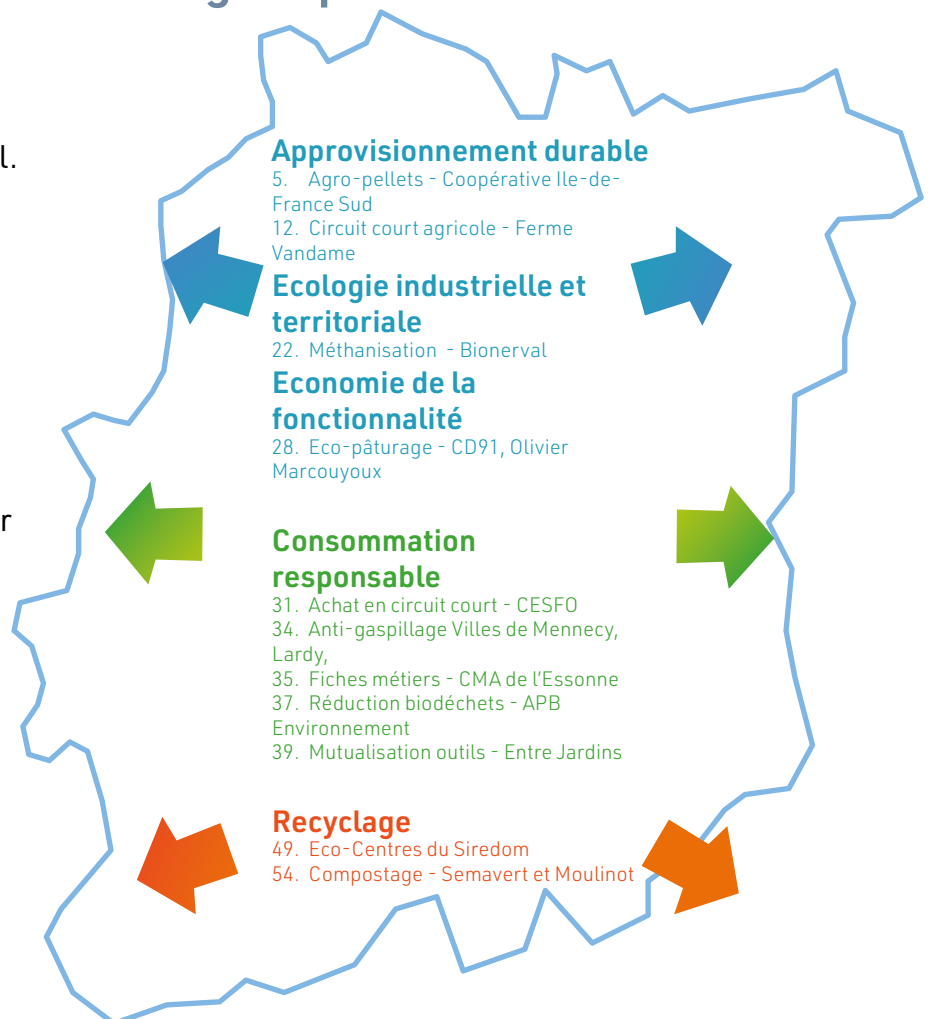 l.
Approvisionnement durable
5. Agro-pellets - Coopérative Ile-de-
France Sud
12. Circuit court agricole - Ferme
Vandame
Ecologie industrielle et
territoriale
22. Méthanisation - Bionerval
Economie de la
fonctionnalité
28. Eco-pâturage - CD91, Olivier
Marcouyoux
r
Consommation
responsable
31. Achat en circuit court - CESFO
34. Anti-gaspillage Villes de Mennecy,
Lardy,
35. Fiches métiers - CMA de l'Essonne
37. Réduction biodéchets - APB
Environnement
39. Mutualisation outils - Entre Jardins
Recyclage
49. Eco-Centres du Siredom
54. Compostage - Semavert et Moulinot